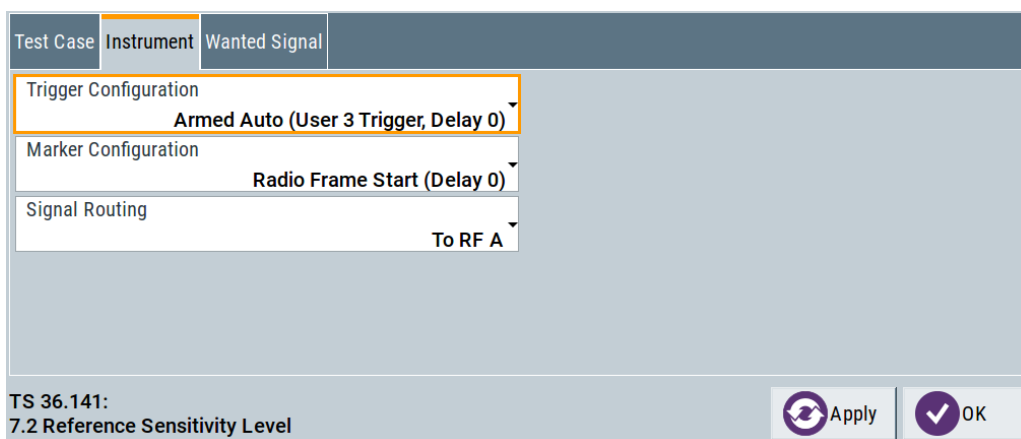 Test Case Instrument Wanted Signal
Trigger Configuration
Armed Auto (User 3 Trigger, Delay 0)
Marker Configuration
Radio Frame Start (Delay 0)
Signal Routing
To RF A
TS 36.141:
7.2 Reference Sensitivity Level
Apply OK